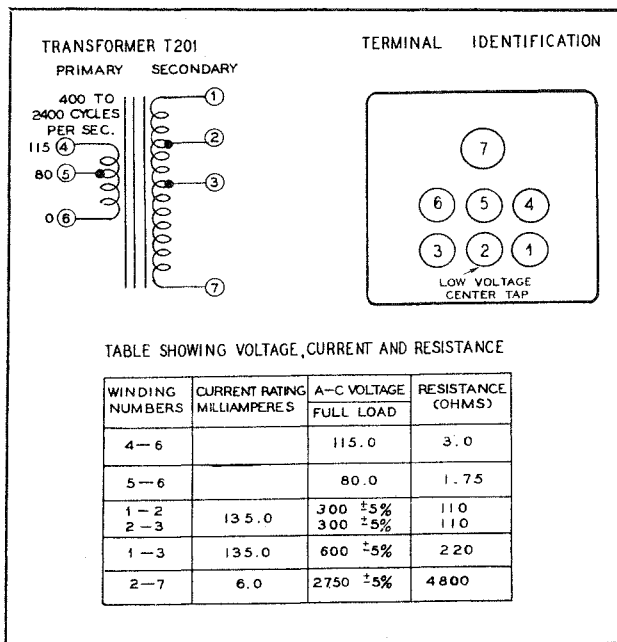 TRANSFORMER T201
PRIMARY SECONDARY
400 TO
2400 CYCLES
PER SEC.
115 4
80 5
0 6
1
2
3
7
TERMINAL IDENTIFICATION
7
6 5 4
3 2 1
LOW VOLTAGE
CENTER TAP
TABLE SHOWING VOLTAGE, CURRENT AND RESISTANCE
WINDING NUMBERS CURRENT RATING MILLIAMPERES A-C VOLTAGE FULL LOAD RESISTANCE (OHMS)
4-6 115.0 3.0
5-6 80.0 1.75
1-2 135.0 300 ±5% 110
2-3 300 ±5% 110
1-3 135.0 600 ±5% 220
2-7 6.0 2750 ±5% 4800